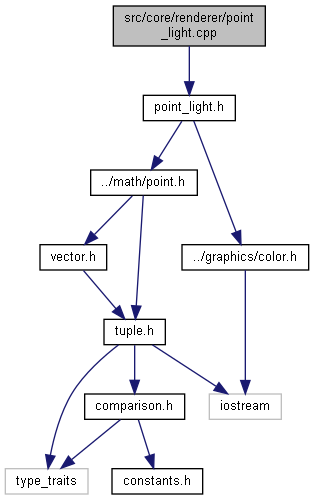 src/core/renderer/point
_light.cpp
point_light.h
../math/point.h
vector.h
../graphics/color.h
tuple.h
comparison.h
iostream
type_traits
constants.h